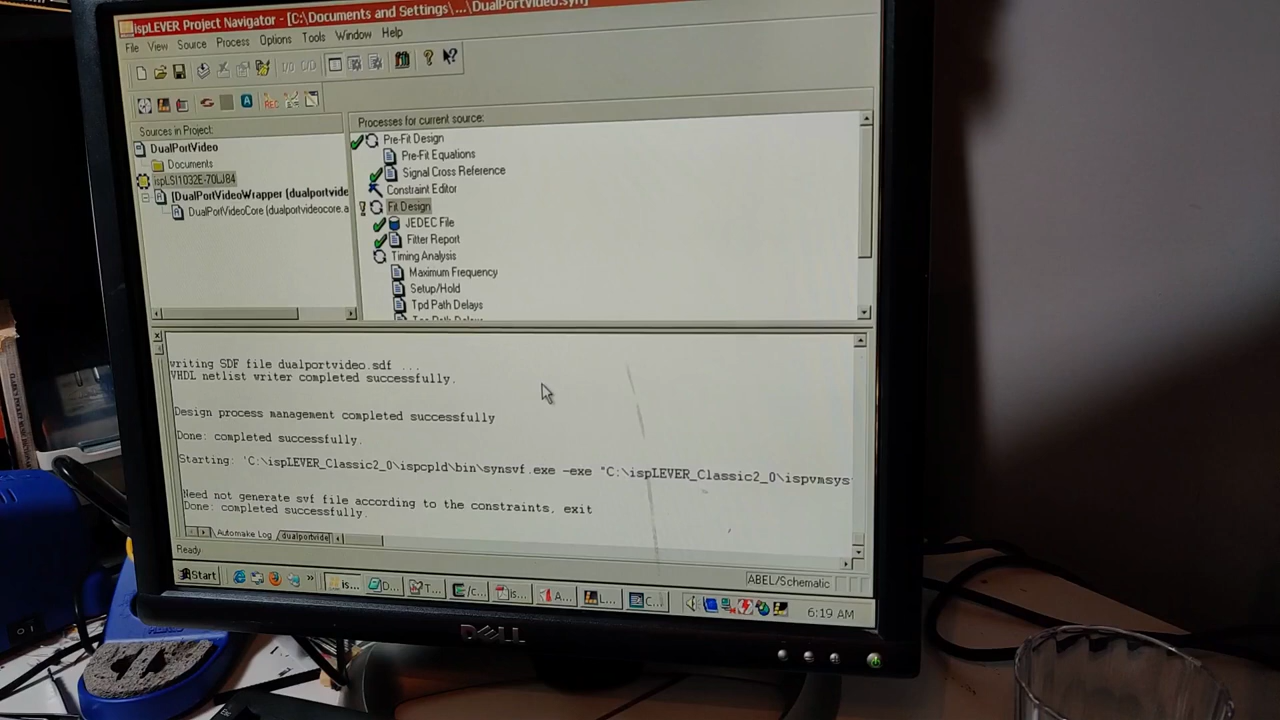 ispLEVER Project Navigator - [C:\Documents and Settings\...\DualPortVideo.syn]
File View Source Process Options Tools Window Help
Sources in Project:
DualPortVideo
Documents
ispLSI1032E-70LJ84
[DualPortVideoWrapper (dualportvide
DualPortVideoCore (dualportvideocore.a
Processes for current source:
Pre-Fit Design
Pre-Fit Equations
Signal Cross Reference
Constraint Editor
Fit Design
JEDEC File
Fitter Report
Timing Analysis
Maximum Frequency
Setup/Hold
Tpd Path Delays
writing SDF file dualportvideo.sdf ...
VHDL netlist writer completed successfully.
Design process management completed successfully
Done: completed successfully.
Starting: 'C:\ispLEVER_Classic2_0\ispcpld\bin\synsvf.exe -exe "C:\ispLEVER_Classic2_0\ispvmsys
Need not generate svf file according to the constraints, exit
Done: completed successfully.
Automake Log dualportvide
Ready
ABEL/Schematic
Start is... D... T... /c... is... A... L... C... 6:19 AM
DELL